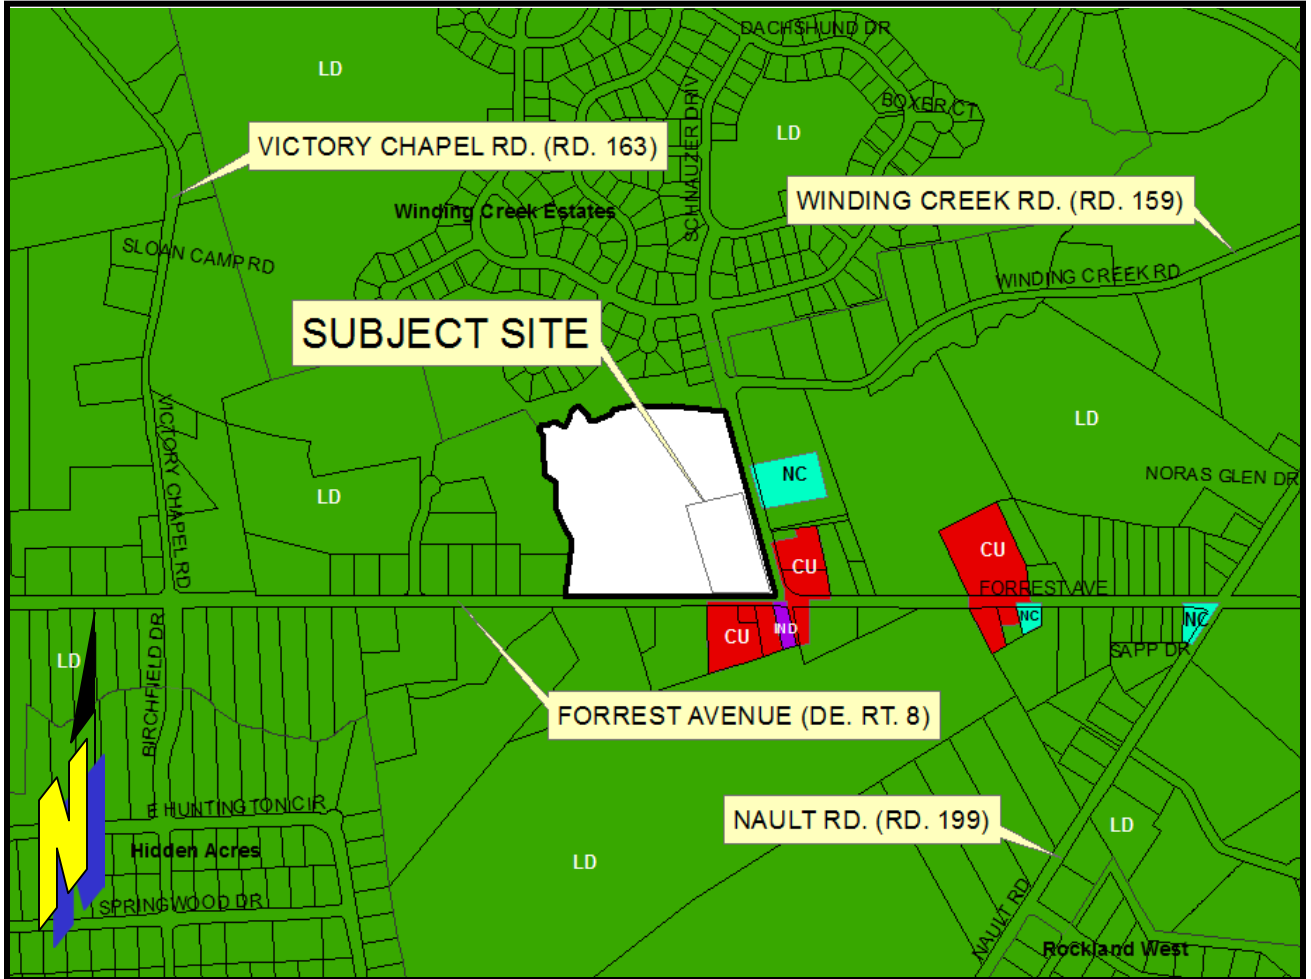 DACHSHUND DR
LD
BOXER CT
SCHNAUZER DRIV
LD
VICTORY CHAPEL RD. (RD. 163)
WINDING CREEK RD. (RD. 159)
Winding Creek Estates
SLOAN CAMP RD
WINDING CREEK RD
SUBJECT SITE
LD
VICTORY CHAPEL RD
NC
NORAS GLEN DR
LD
CU
CU
FORREST AVE
NC
NC
CU
IND
SAPP DR
LD
BIRCHFIELD DR
FORREST AVENUE (DE. RT. 8)
N
E HUNTINGTON CIR
NAULT RD. (RD. 199)
LD
Hidden Acres
LD
SPRINGWOOD DR
NAULT RD
Rockland West